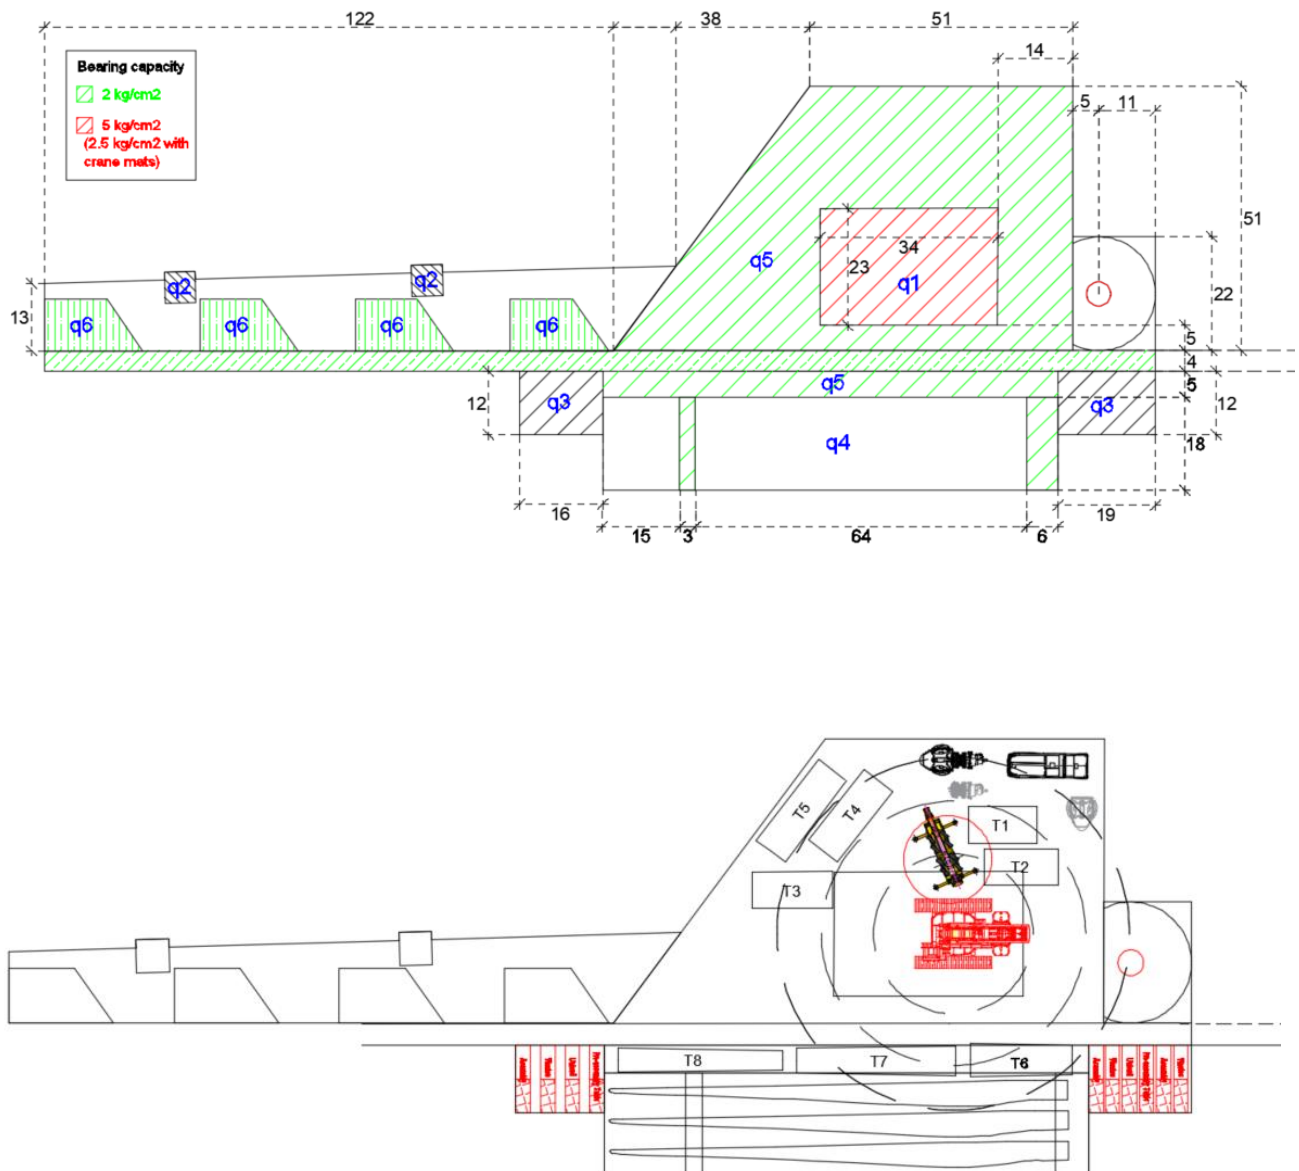 122
38
51
14
Bearing capacity
2 kg/cm2
5 kg/cm2
(2.5 kg/cm2 with
crane mats)
5
11
51
q5
34
23
q1
q2
q2
22
13
q6
q6
q6
q6
5
4
q5
5
12
q3
q3
12
q4
18
16
19
15
3
64
6
T5
T4
T1
T2
T3
T8
T7
T6